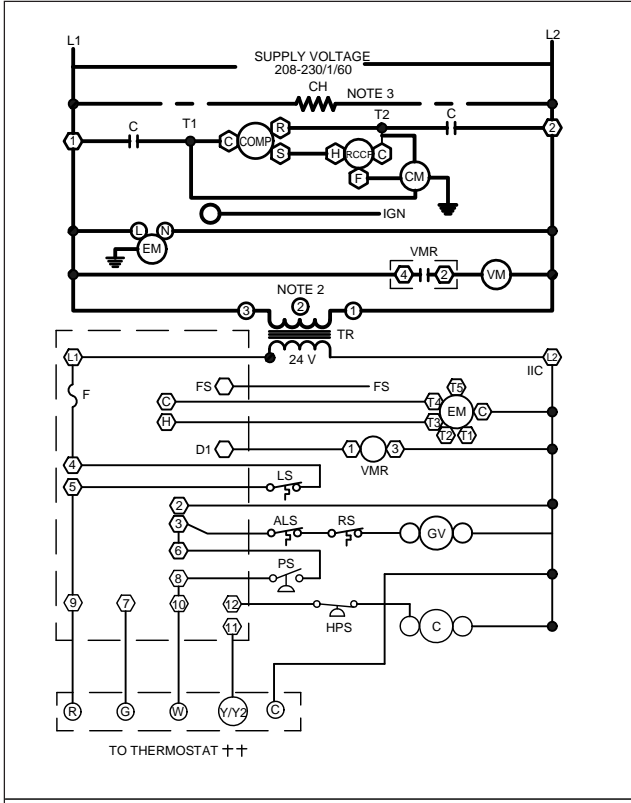 L1 L2
SUPPLY VOLTAGE
208-230/1/60
CH NOTE 3
C T1 T2 C
1 C COMP R S H RCCF C F CM 2
IGN
L N
EM
VMR
4 2 VM
NOTE 2
3 2 1
TR
L1 24 V L2
IIC
F FS FS T5
C T4 EM C
H T3
T2 T1
D1 1 3
VMR
4
5 LS
2
3 ALS RS GV
6
PS
8
9 7 10 12
HPS C
11
R G W Y/Y2 C
TO THERMOSTAT ††